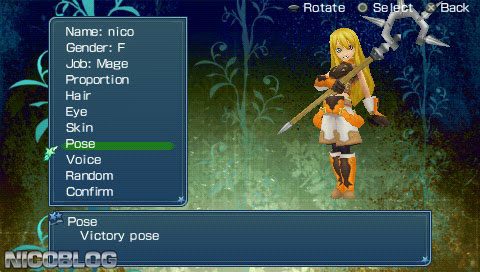 Rotate Select Back
Name: nico
Gender: F
Job: Mage
Proportion
Hair
Eye
Skin
Pose
Voice
Random
Confirm
Pose
Victory pose
NICOBLOG